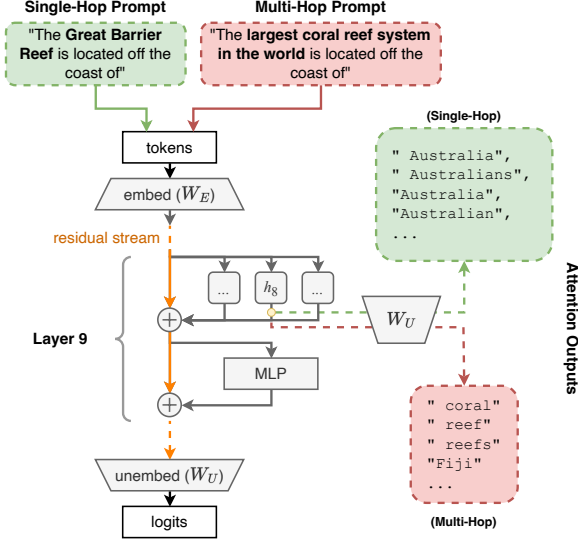 Single-Hop Prompt
Multi-Hop Prompt
"The Great Barrier
Reef is located off the
coast of"
"The largest coral reef system
in the world is located off the
coast of"
(Single-Hop)
tokens
" Australia",
" Australians",
"Australia",
"Australian",
...
embed (W_E)
residual stream
... h_8 ...
Attention Outputs
W_U
Layer 9
MLP
" coral"
" reef"
" reefs"
"Fiji"
...
unembed (W_U)
logits
(Multi-Hop)